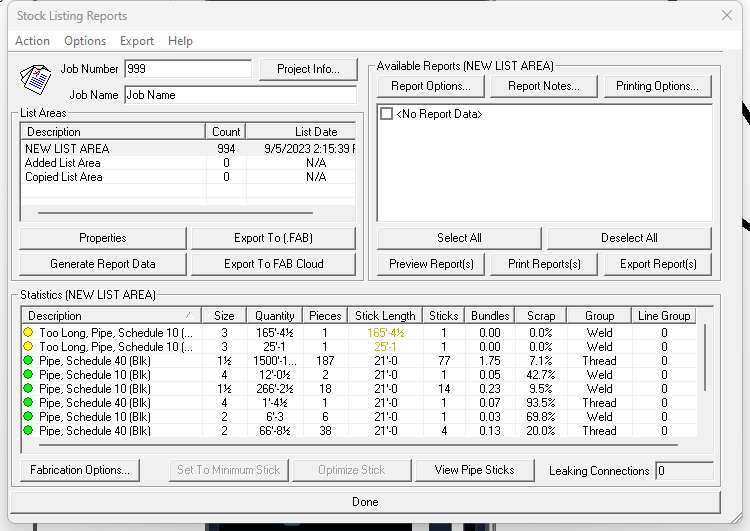 Stock Listing Reports
Action Options Export Help
Job Number 999 Project Info...
Job Name Job Name
List Areas
Description Count List Date
NEW LIST AREA 994 9/5/2023 2:15:39 P
Added List Area 0 N/A
Copied List Area 0 N/A
Properties Export To (.FAB)
Generate Report Data Export To FAB Cloud
Available Reports (NEW LIST AREA)
Report Options... Report Notes... Printing Options...
<No Report Data>
Select All Deselect All
Preview Report(s) Print Reports(s) Export Report(s)
Statistics (NEW LIST AREA)
Description Size Quantity Pieces Stick Length Sticks Bundles Scrap Group Line Group
Too Long, Pipe, Schedule 10 (... 3 165'-4½ 1 165'-4½ 1 0.00 0.0% Weld 0
Too Long, Pipe, Schedule 10 (... 3 25'-1 1 25'-1 1 0.00 0.0% Weld 0
Pipe, Schedule 40 (Blk) 1½ 1500'-1... 187 21'-0 77 1.75 7.1% Thread 0
Pipe, Schedule 10 (Blk) 4 12'-0½ 2 21'-0 1 0.05 42.7% Weld 0
Pipe, Schedule 10 (Blk) 1½ 266'-2½ 18 21'-0 14 0.23 9.5% Weld 0
Pipe, Schedule 40 (Blk) 4 1'-4½ 1 21'-0 1 0.07 93.5% Thread 0
Pipe, Schedule 10 (Blk) 2 6'-3 6 21'-0 1 0.03 69.8% Weld 0
Pipe, Schedule 40 (Blk) 2 66'-8½ 38 21'-0 4 0.13 20.0% Thread 0
Fabrication Options... Set To Minimum Stick Optimize Stick View Pipe Sticks Leaking Connections 0
Done